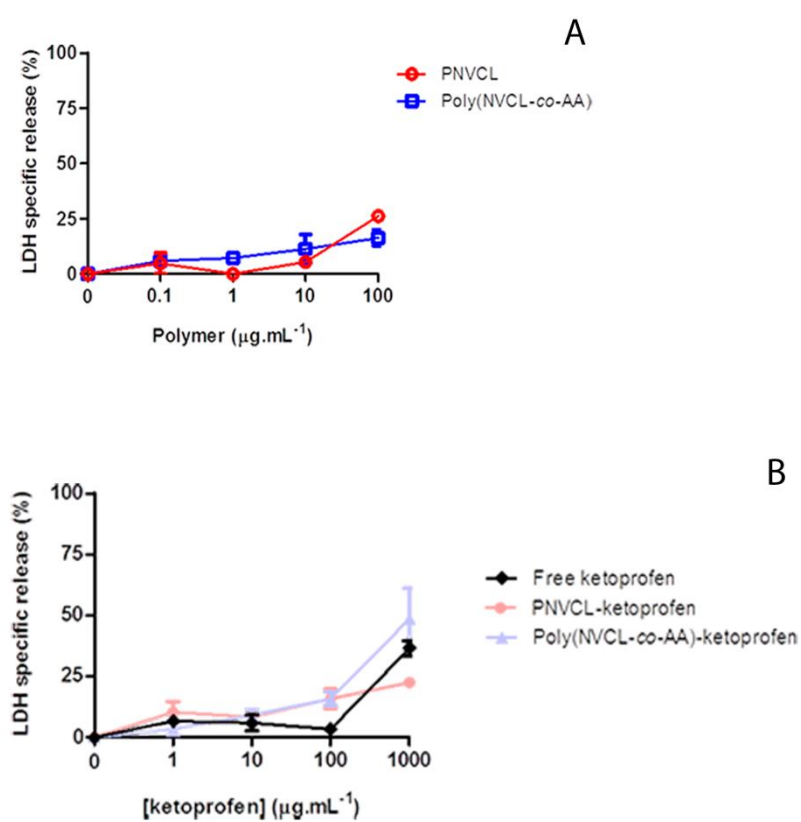 A
LDH specific release (%)
100
75
50
25
0
0 0.1 1 10 100
Polymer (μg.mL⁻¹)
PNVCL
Poly(NVCL-co-AA)
B
LDH specific release (%)
100
75
50
25
0
0 1 10 100 1000
[ketoprofen] (μg.mL⁻¹)
Free ketoprofen
PNVCL-ketoprofen
Poly(NVCL-co-AA)-ketoprofen